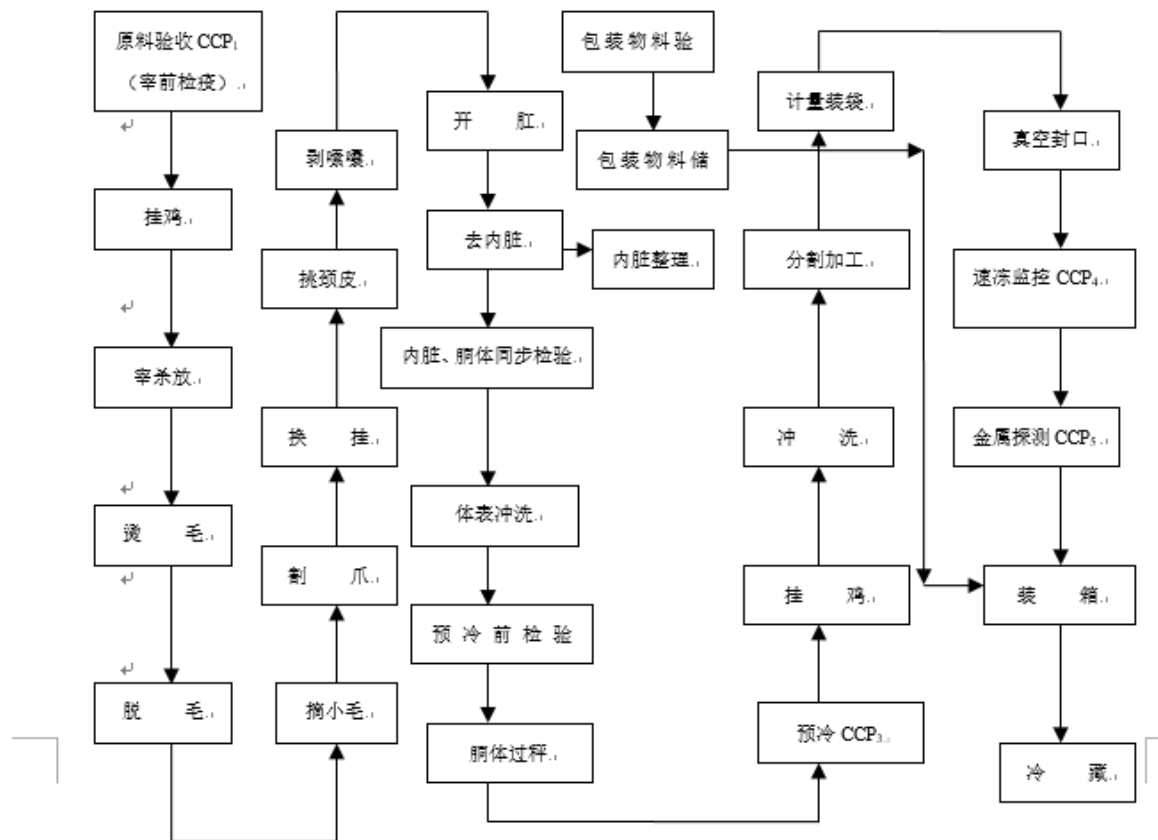 原料验收 CCP1
（宰前检疫）
挂鸡
宰杀放
烫 毛
脱 毛
摘小毛
割 爪
换 挂
挑颈皮
剥嗉囊
开 肛
去内脏
内脏整理
内脏、胴体同步检验
体表冲洗
预 冷 前 检 验
胴体过秤
预冷 CCP3
挂 鸡
冲 洗
分割加工
计量装袋
真空封口
速冻监控 CCP4
金属探测 CCP5
包装物料验
包装物料储
装 箱
冷 藏